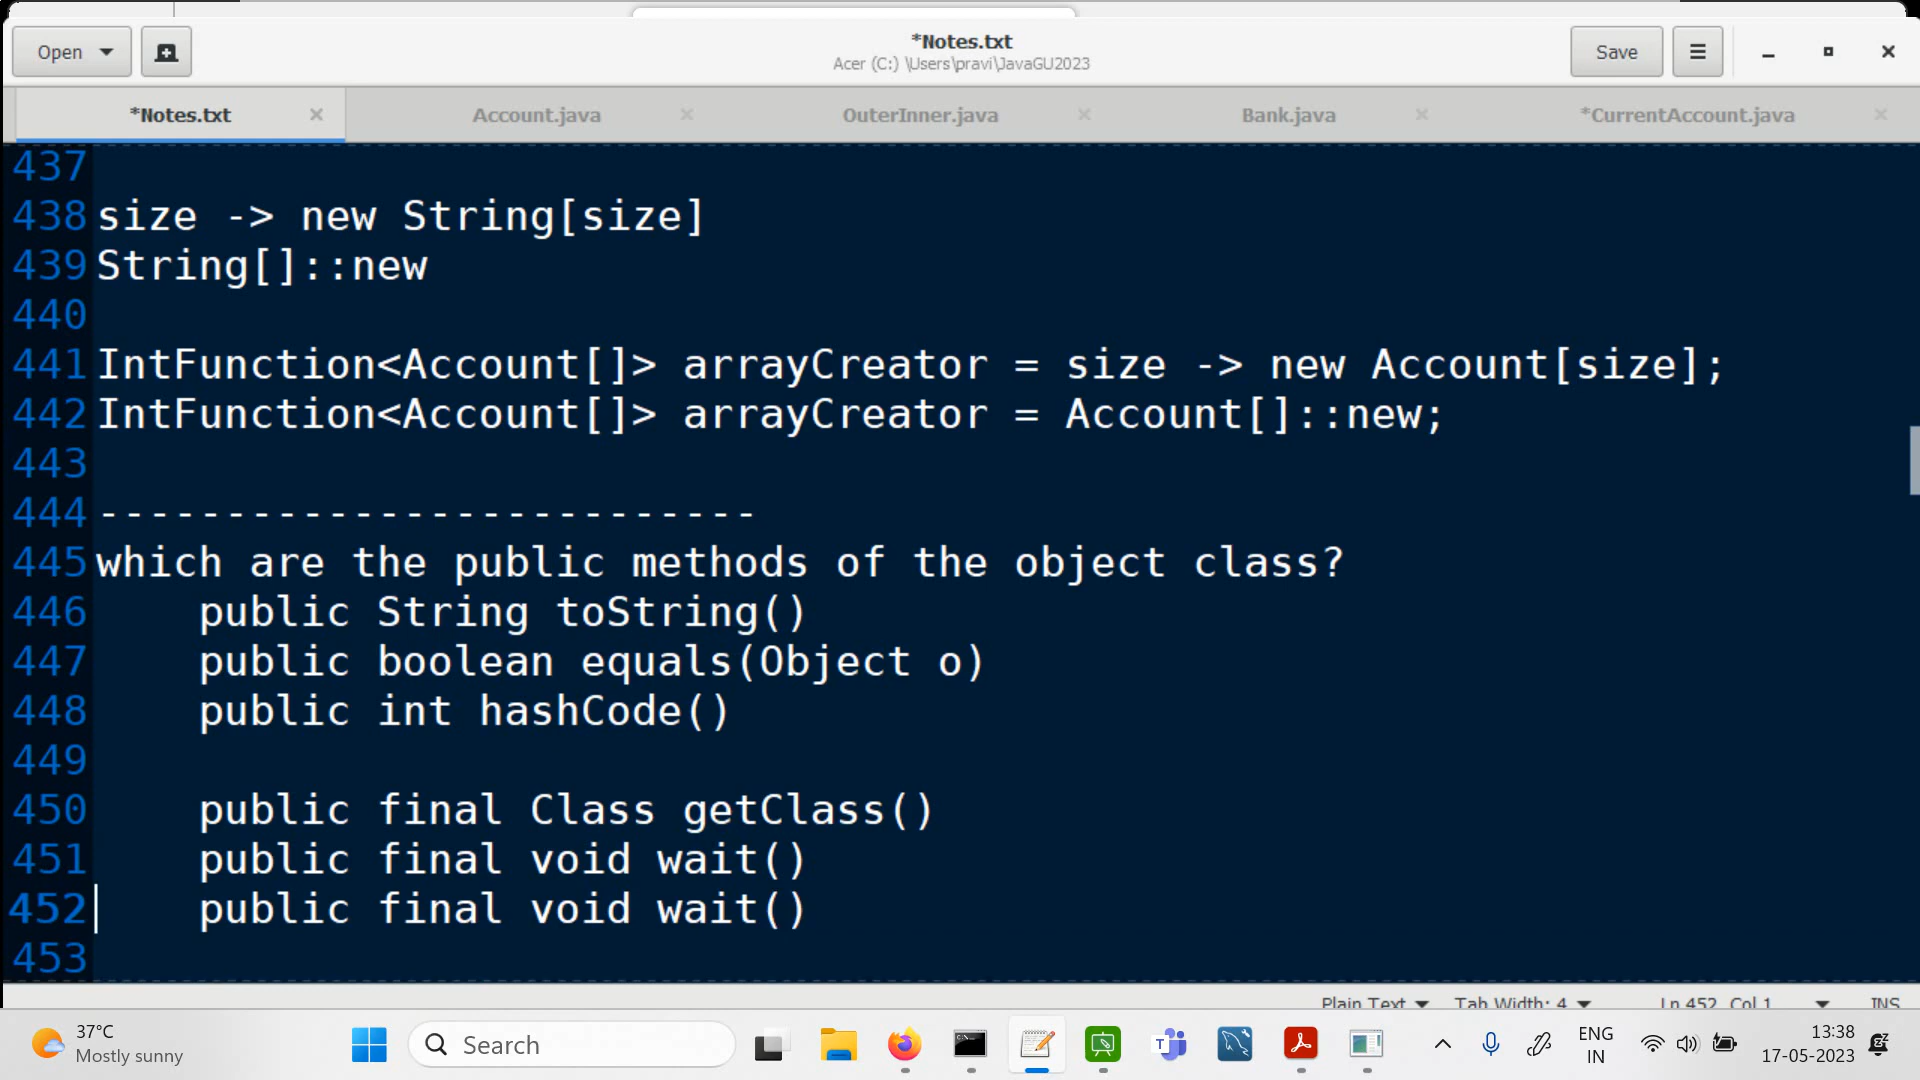 Open
*Notes.txt
Acer (C:) \Users\pravi\JavaGU2023
Save
*Notes.txt
Account.java
OuterInner.java
Bank.java
*CurrentAccount.java
437
438 size -> new String[size]
439 String[]::new
440
441 IntFunction<Account[]> arrayCreator = size -> new Account[size];
442 IntFunction<Account[]> arrayCreator = Account[]::new;
443
444 --------------------------
445 which are the public methods of the object class?
446 public String toString()
447 public boolean equals(Object o)
448 public int hashCode()
449
450 public final Class getClass()
451 public final void wait()
452 public final void wait()
453
Plain Text Tab Width: 4 Ln 452, Col 1 INS
37°C
Mostly sunny
Search
ENG
IN
13:38
17-05-2023